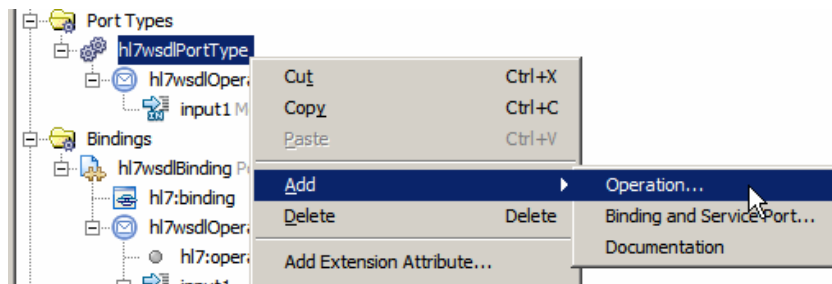 Port Types
hl7wsdlPortType
hl7wsdlOpera
input1 M
Bindings
hl7wsdlBinding Po
hl7:binding
hl7wsdlOpera
hl7:opera
input1
Cut Ctrl+X
Copy Ctrl+C
Paste Ctrl+V
Add
Delete Delete
Add Extension Attribute...
Operation...
Binding and Service Port...
Documentation